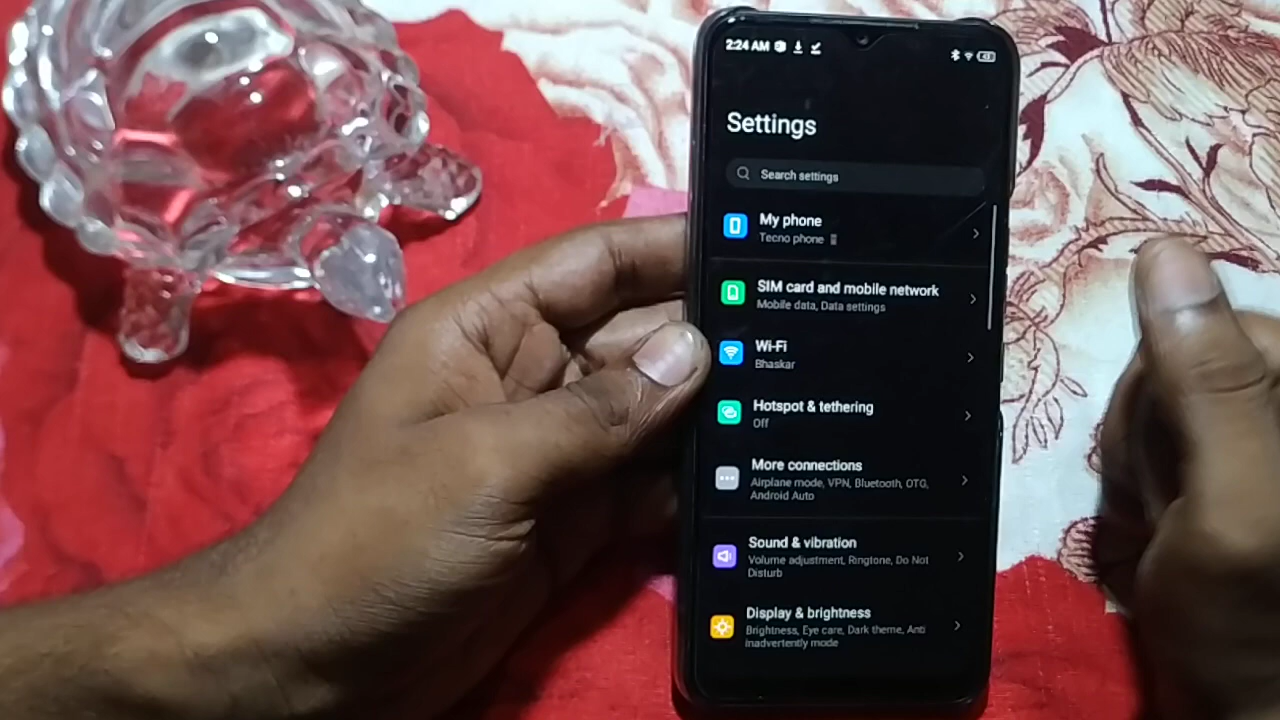 2:24 AM
Settings
Search settings
My phone
Tecno phone
SIM card and mobile network
Mobile data, Data settings
Wi-Fi
Bhaskar
Hotspot & tethering
Off
More connections
Airplane mode, VPN, Bluetooth, OTG,
Android Auto
Sound & vibration
Volume adjustment, Ringtone, Do Not
Disturb
Display & brightness
Brightness, Eye care, Dark theme, Anti
inadvertently mode